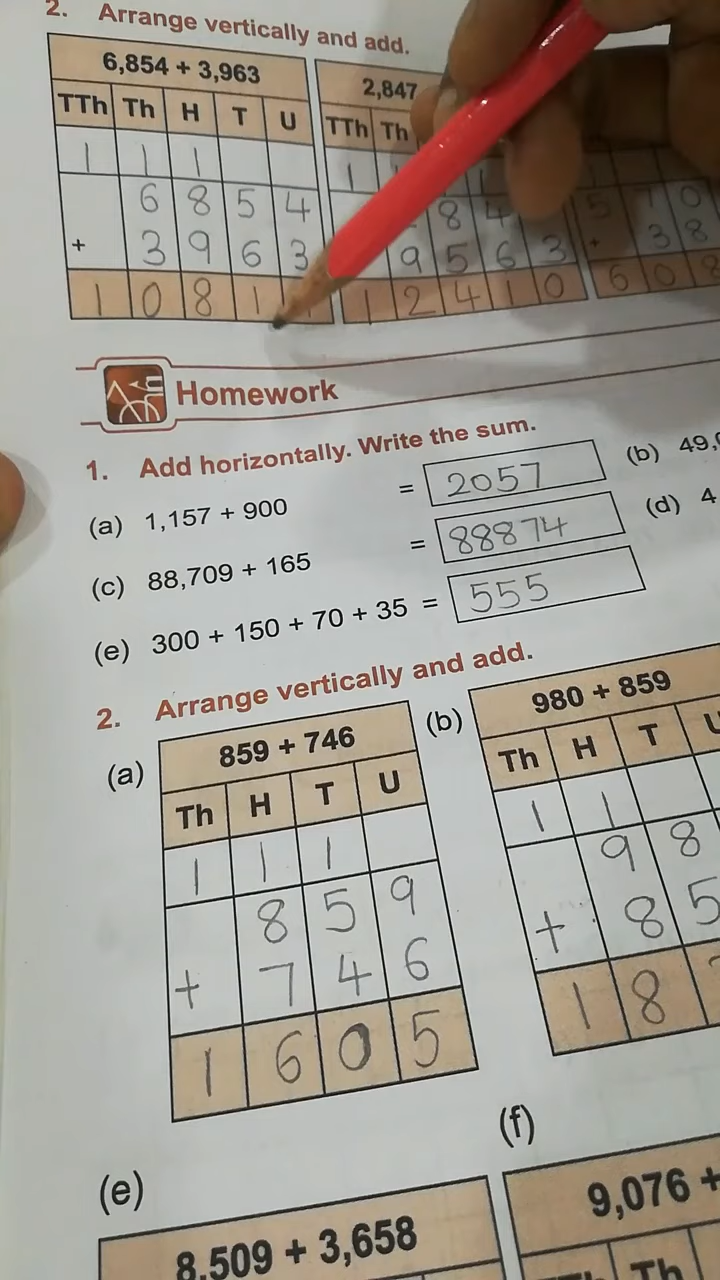 2. Arrange vertically and add.
6,854 + 3,963 2,847
TTh Th H T U TTh Th
1 1 1 1
6 8 5 4 8 4 5 7 0
+ 3 9 6 3 9 5 6 3 + 3 8
1 0 8 1 1 2 4 1 0 6 0 8
Homework
1. Add horizontally. Write the sum.
(a) 1,157 + 900 = 2057 (b) 49,
(c) 88,709 + 165 = 88874 (d) 4
(e) 300 + 150 + 70 + 35 = 555
2. Arrange vertically and add.
(a) 859 + 746 (b) 980 + 859
Th H T U Th H T U
1 1 1 1 1
8 5 9 9 8
+ 7 4 6 + 8 5
1 6 0 5 1 8
(e) 8,509 + 3,658 (f) 9,076 +
Th